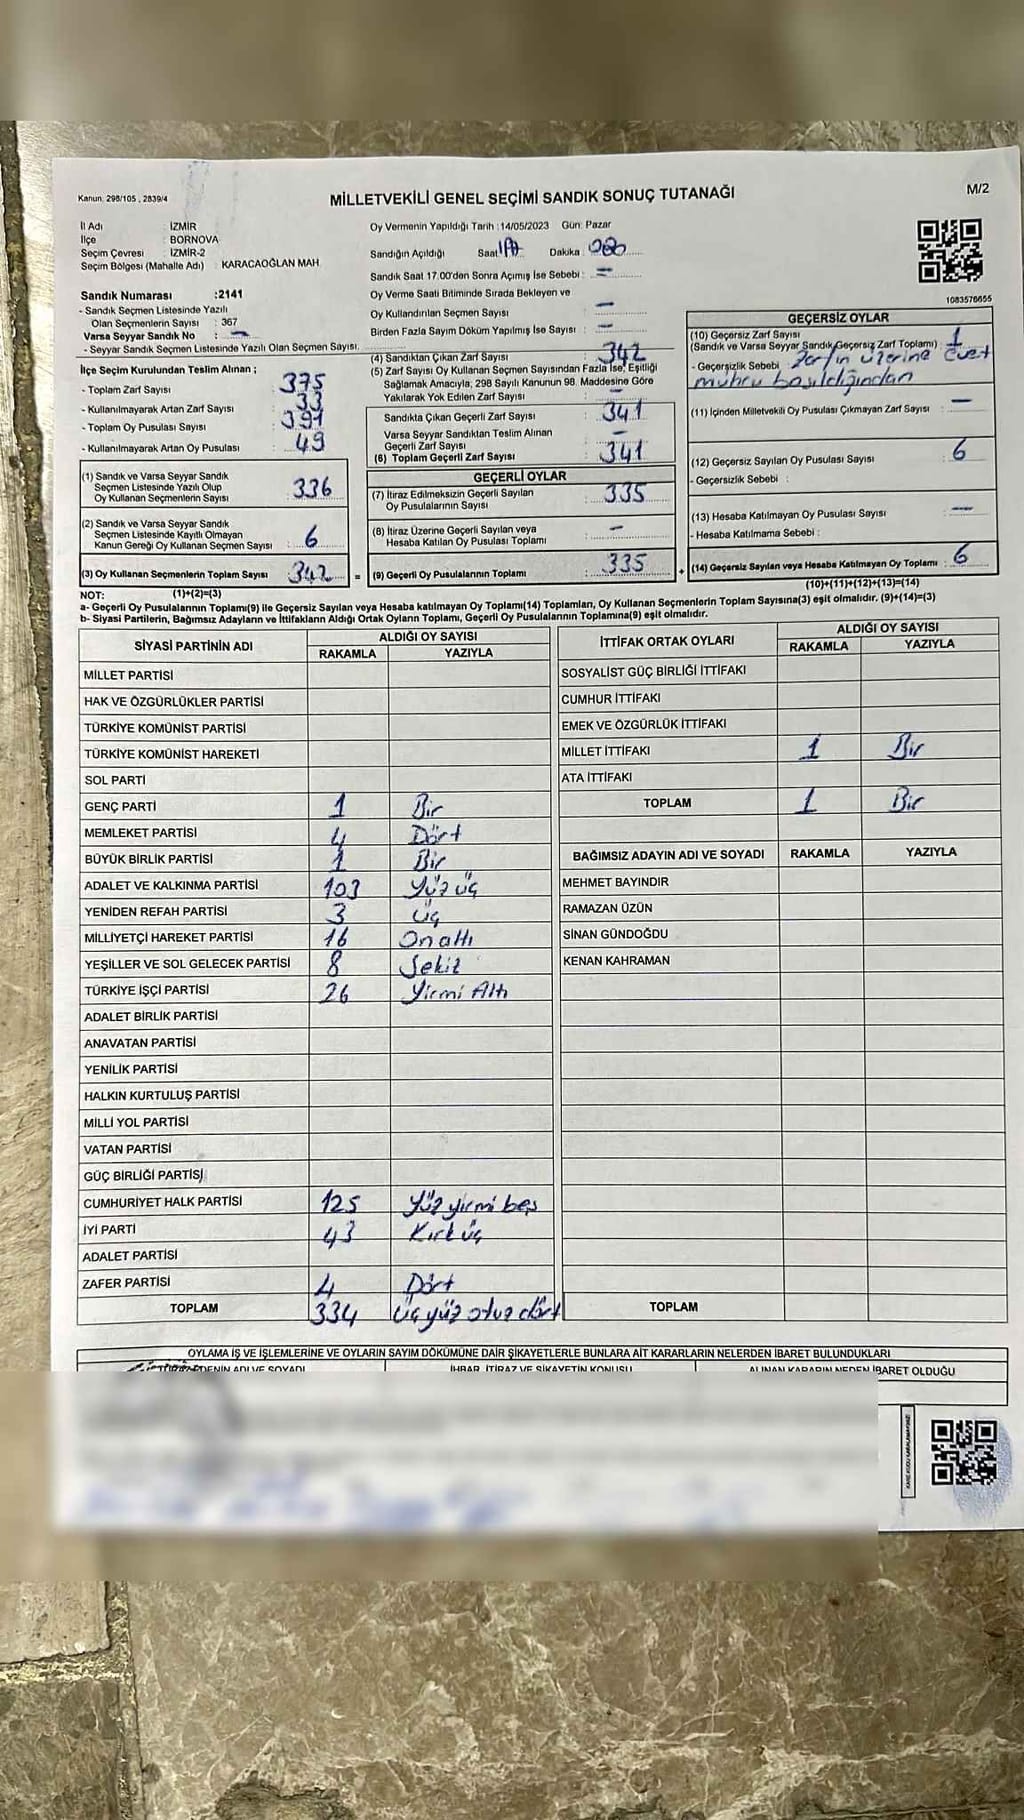 Kanun. 298/105 , 2839/4
MİLLETVEKİLİ GENEL SEÇİMİ SANDIK SONUÇ TUTANAĞI
M/2
İl Adı : İZMİR
İlçe : BORNOVA
Seçim Çevresi : İZMİR-2
Seçim Bölgesi (Mahalle Adı) : KARACAOĞLAN MAH
Sandık Numarası :2141
- Sandık Seçmen Listesinde Yazılı
Olan Seçmenlerin Sayısı : 367
Varsa Seyyar Sandık No : –
- Seyyar Sandık Seçmen Listesinde Yazılı Olan Seçmen Sayısı.
Oy Vermenin Yapıldığı Tarih :14/05/2023 Gün: Pazar
Sandığın Açıldığı Saat Dakika
Sandık Saat 17.00'den Sonra Açımış İse Sebebi : –
Oy Verme Saati Bitiminde Sırada Bekleyen ve
Oy Kullandırılan Seçmen Sayısı –
Birden Fazla Sayım Döküm Yapılmış İse Sayısı : –
1083576655
İlçe Seçim Kurulundan Teslim Alınan ;
- Toplam Zarf Sayısı 375
- Kullanılmayarak Artan Zarf Sayısı : 33
- Toplam Oy Pusulası Sayısı : 391
- Kullanılmayarak Artan Oy Pusulası : 49
(1) Sandık ve Varsa Seyyar Sandık
Seçmen Listesinde Yazılı Olup
Oy Kullanan Seçmenlerin Sayısı : 336
(2) Sandık ve Varsa Seyyar Sandık
Seçmen Listesinde Kayıtlı Olmayan
Kanun Gereği Oy Kullanan Seçmen Sayısı : 6
(3) Oy Kullanan Seçmenlerin Toplam Sayısı : 342 =
(4) Sandıktan Çıkan Zarf Sayısı : 342
(5) Zarf Sayısı Oy Kullanan Seçmen Sayısından Fazla İse, Eşitliği
Sağlamak Amacıyla; 298 Sayılı Kanunun 98. Maddesine Göre
Yakılarak Yok Edilen Zarf Sayısı : –
Sandıkta Çıkan Geçerli Zarf Sayısı : 341
Varsa Seyyar Sandıktan Teslim Alınan
Geçerli Zarf Sayısı : –
(6) Toplam Geçerli Zarf Sayısı : 341
GEÇERLİ OYLAR
(7) İtiraz Edilmeksizin Geçerli Sayılan
Oy Pusulalarının Sayısı : 335
(8) İtiraz Üzerine Geçerli Sayılan veya
Hesaba Katılan Oy Pusulası Toplamı : –
(9) Geçerli Oy Pusulalarının Toplamı : 335 +
GEÇERSİZ OYLAR
(10) Geçersiz Zarf Sayısı
(Sandık ve Varsa Sandık Geçersiz Zarf Toplamı) : 1
- Geçersizlik Sebebi : Zarfın üzerine evet
mührü basıldığından
(11) İçinden Milletvekili Oy Pusulası Çıkmayan Zarf Sayısı : –
(12) Geçersiz Sayılan Oy Pusulası Sayısı : 6
- Geçersizlik Sebebi :
(13) Hesaba Katılmayan Oy Pusulası Sayısı : –
- Hesaba Katılmama Sebebi :
(14) Geçersiz Sayılan veya Hesaba Katılmayan Oy Toplamı : 6
NOT: (1)+(2)=(3)
(10)+(11)+(12)+(13)=(14)
a- Geçerli Oy Pusulalarının Toplamı(9) ile Geçersiz Sayılan veya Hesaba katılmayan Oy Toplamı(14) Toplamları, Oy Kullanan Seçmenlerin Toplam Sayısına(3) eşit olmalıdır. (9)+(14)=(3)
b- Siyasi Partilerin, Bağımsız Adayların ve İttifakların Aldığı Ortak Oyların Toplamı, Geçerli Oy Pusulalarının Toplamına(9) eşit olmalıdır.
SİYASİ PARTİNİN ADI ALDIĞI OY SAYISI
RAKAMLA YAZIYLA
MİLLET PARTİSİ
HAK VE ÖZGÜRLÜKLER PARTİSİ
TÜRKİYE KOMÜNİST PARTİSİ
TÜRKİYE KOMÜNİST HAREKETİ
SOL PARTİ
GENÇ PARTİ 1 Bir
MEMLEKET PARTİSİ 4 Dört
BÜYÜK BİRLİK PARTİSİ 1 Bir
ADALET VE KALKINMA PARTİSİ 103 Yüz üç
YENİDEN REFAH PARTİSİ 3 üç
MİLLİYETÇİ HAREKET PARTİSİ 16 On altı
YEŞİLLER VE SOL GELECEK PARTİSİ 8 Sekiz
TÜRKİYE İŞÇİ PARTİSİ 26 Yirmi Altı
ADALET BİRLİK PARTİSİ
ANAVATAN PARTİSİ
YENİLİK PARTİSİ
HALKIN KURTULUŞ PARTİSİ
MİLLİ YOL PARTİSİ
VATAN PARTİSİ
GÜÇ BİRLİĞİ PARTİSİ
CUMHURİYET HALK PARTİSİ 125 Yüz yirmi beş
İYİ PARTİ 43 Kırk üç
ADALET PARTİSİ
ZAFER PARTİSİ 4 Dört
TOPLAM 334 Üç yüz otuz dört
İTTİFAK ORTAK OYLARI ALDIĞI OY SAYISI
RAKAMLA YAZIYLA
SOSYALİST GÜÇ BİRLİĞİ İTTİFAKI
CUMHUR İTTİFAKI
EMEK VE ÖZGÜRLÜK İTTİFAKI
MİLLET İTTİFAKI 1 Bir
ATA İTTİFAKI
TOPLAM 1 Bir
BAĞIMSIZ ADAYIN ADI VE SOYADI RAKAMLA YAZIYLA
MEHMET BAYINDIR
RAMAZAN ÜZÜN
SİNAN GÜNDOĞDU
KENAN KAHRAMAN
TOPLAM
OYLAMA İŞ VE İŞLEMLERİNE VE OYLARIN SAYIM DÖKÜMÜNE DAİR ŞİKAYETLERLE BUNLARA AİT KARARLARIN NELERDEN İBARET BULUNDUKLARI
DENİN ADI VE SOYADI İHBAR, İTİRAZ VE ŞİKAYETİN KONUSU ALINAN KARARIN NEDEN İBARET OLDUĞU